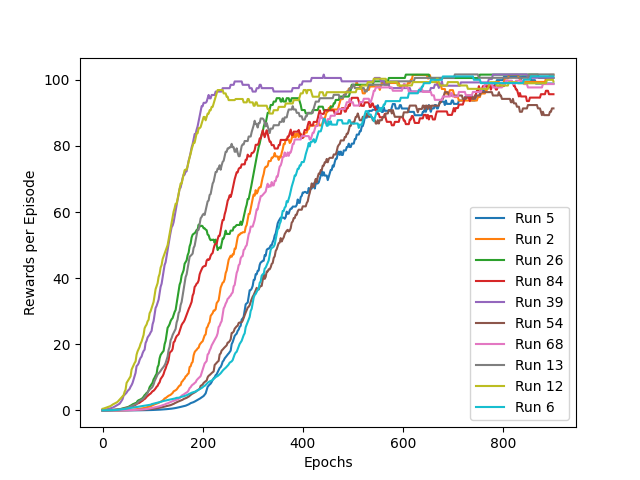 100
80
60
40
20
0
Rewards per Episode
0 200 400 600 800
Epochs
Run 5
Run 2
Run 26
Run 84
Run 39
Run 54
Run 68
Run 13
Run 12
Run 6